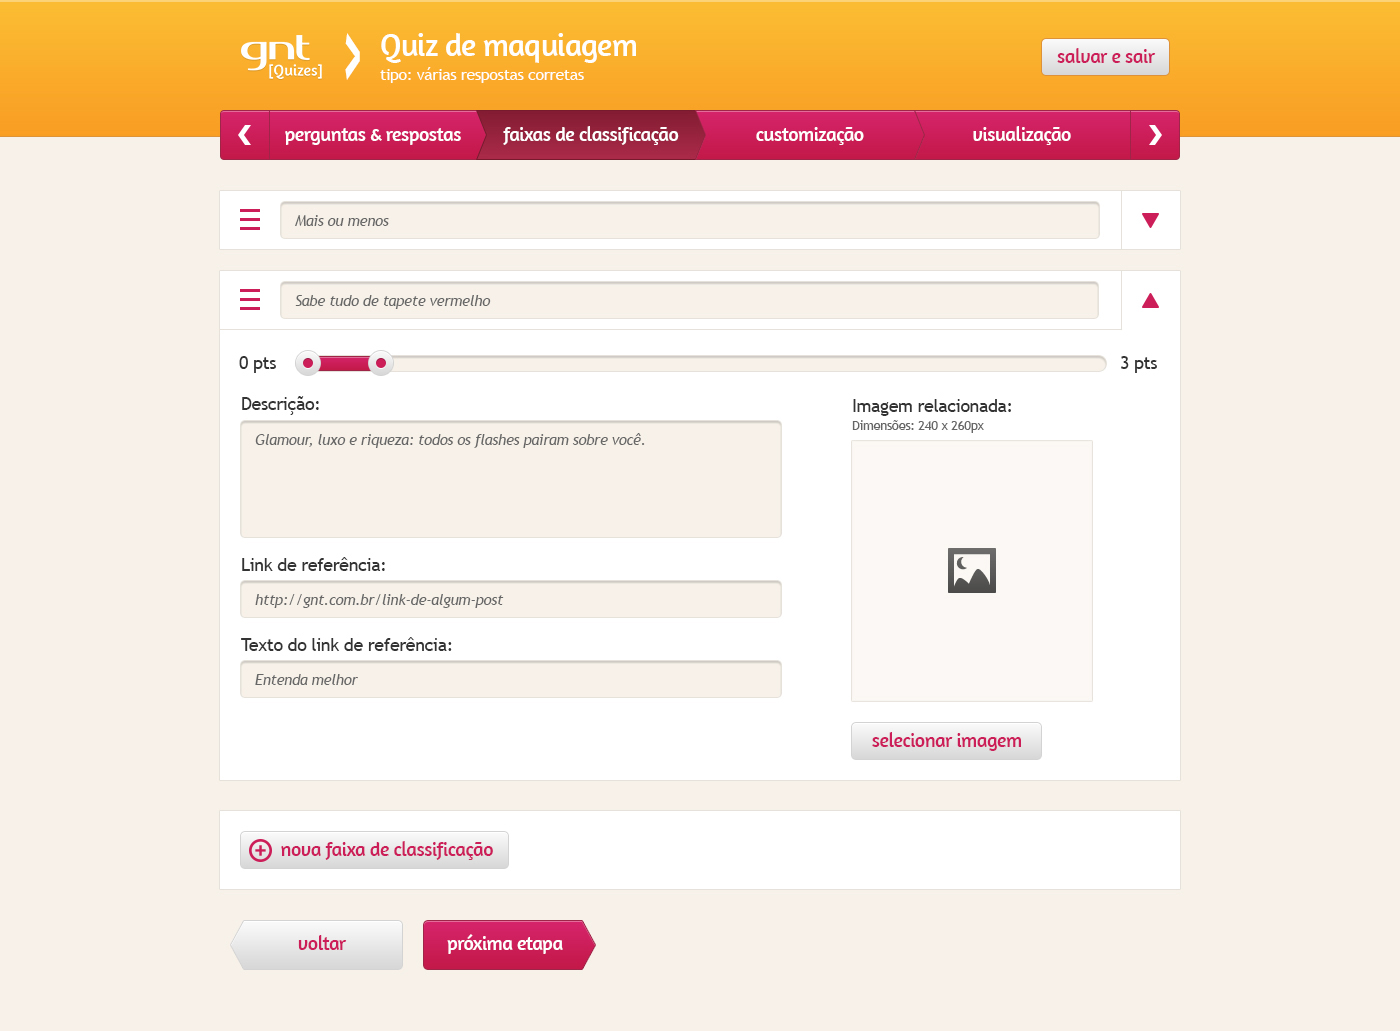 gnt
[Quizes]
Quiz de maquiagem
tipo: várias respostas corretas
salvar e sair
perguntas & respostas
faixas de classificação
customização
visualização
Mais ou menos
Sabe tudo de tapete vermelho
0 pts
3 pts
Descrição:
Glamour, luxo e riqueza: todos os flashes pairam sobre você.
Link de referência:
http://gnt.com.br/link-de-algum-post
Texto do link de referência:
Entenda melhor
Imagem relacionada:
Dimensões: 240 x 260px
selecionar imagem
nova faixa de classificação
voltar
próxima etapa